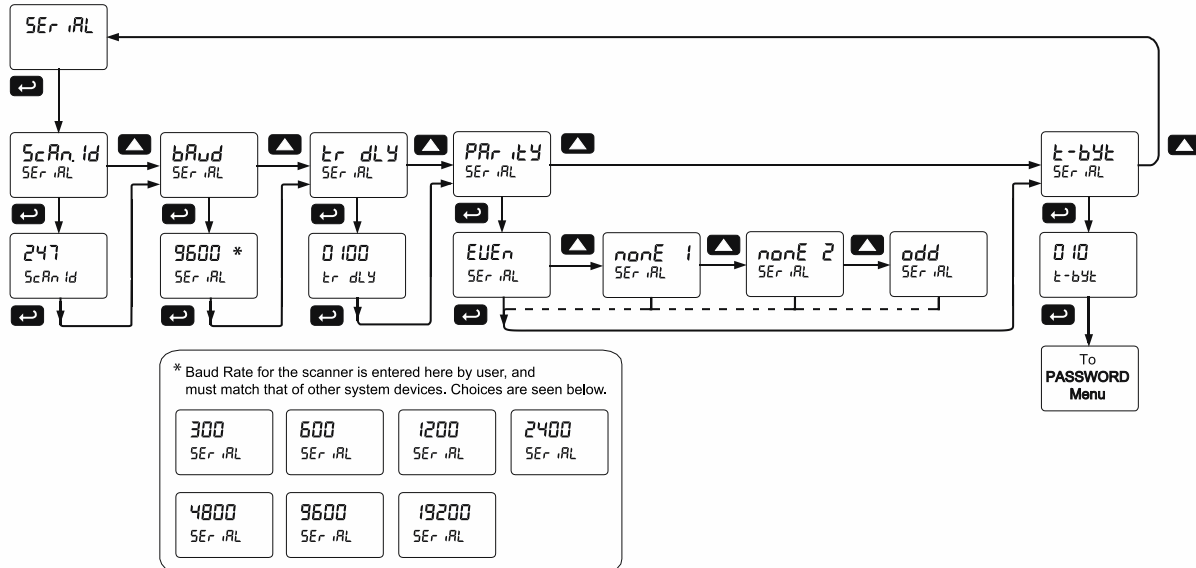 SEr iAL
ScAn.Id
SEr iAL
bAud
SEr iAL
tr dLY
SEr iAL
PAr itY
SEr iAL
t-bYt
SEr iAL
247
ScAn Id
9600 *
SEr iAL
0 100
tr dLY
EVEn
SEr iAL
nonE 1
SEr iAL
nonE 2
SEr iAL
odd
SEr iAL
0 10
t-bYt
To
PASSWORD
Menu
* Baud Rate for the scanner is entered here by user, and
must match that of other system devices. Choices are seen below.
300
SEr iAL
600
SEr iAL
1200
SEr iAL
2400
SEr iAL
4800
SEr iAL
9600
SEr iAL
19200
SEr iAL